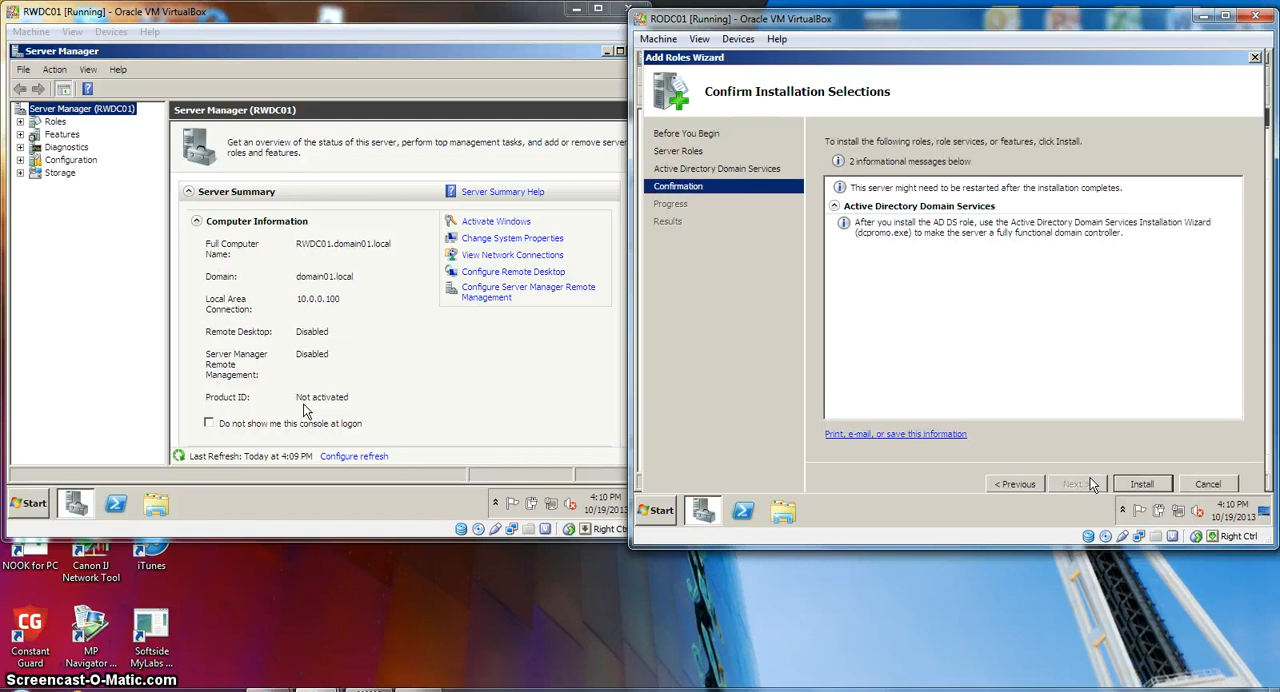 RWDC01 [Running] - Oracle VM VirtualBox
Machine View Devices Help
Server Manager
File Action View Help
Server Manager (RWDC01)
Roles
Features
Diagnostics
Configuration
Storage
Server Manager (RWDC01)
Get an overview of the status of this server, perform top management tasks, and add or remove server
roles and features.
Server Summary
Server Summary Help
Computer Information
Full Computer
Name:
RWDC01.domain01.local
Domain:
domain01.local
Local Area
Connection:
10.0.0.100
Remote Desktop:
Disabled
Server Manager
Remote
Management:
Disabled
Product ID:
Not activated
Do not show me this console at logon
Activate Windows
Change System Properties
View Network Connections
Configure Remote Desktop
Configure Server Manager Remote
Management
Last Refresh: Today at 4:09 PM Configure refresh
Start
4:10 PM
10/19/2013
Right Ct
RODC01 [Running] - Oracle VM VirtualBox
Machine View Devices Help
Add Roles Wizard
Confirm Installation Selections
Before You Begin
Server Roles
Active Directory Domain Services
Confirmation
Progress
Results
To install the following roles, role services, or features, click Install.
2 informational messages below
This server might need to be restarted after the installation completes.
Active Directory Domain Services
After you install the AD DS role, use the Active Directory Domain Services Installation Wizard
(dcpromo.exe) to make the server a fully functional domain controller.
Print, e-mail, or save this information
< Previous
Next >
Install
Cancel
Start
4:10 PM
10/19/2013
Right Ctrl
NOOK for PC
Canon IJ
Network Tool
iTunes
CG
Constant
Guard
MP
Navigator ...
Softside
MyLabs ...
Screencast-O-Matic.com